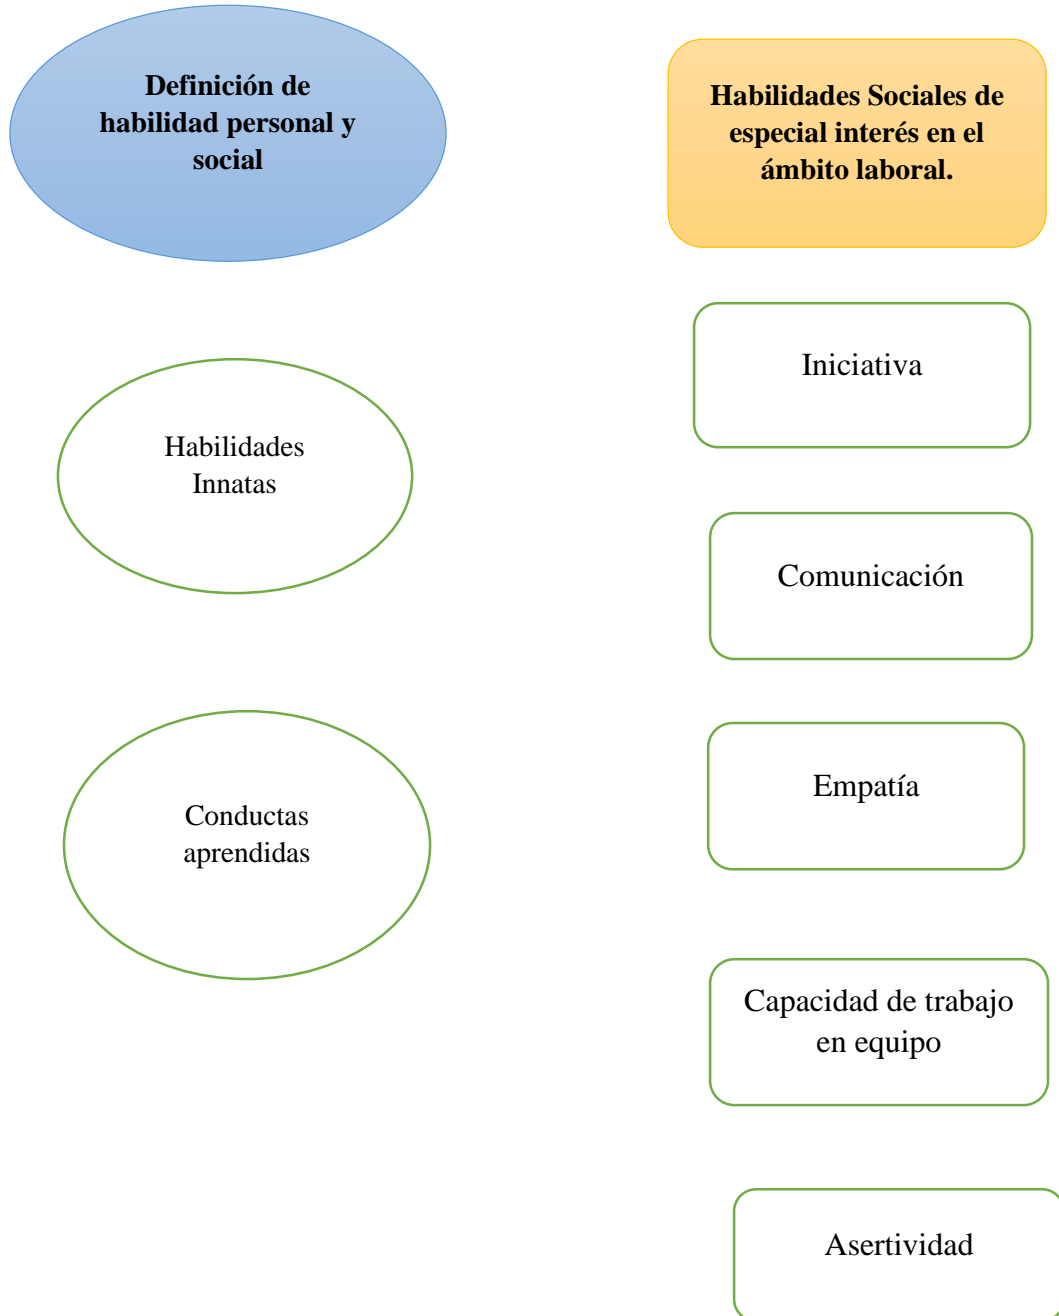 Definición de
habilidad personal y
social
Habilidades
Innatas
Conductas
aprendidas
Habilidades Sociales de
especial interés en el
ámbito laboral.
Iniciativa
Comunicación
Empatía
Capacidad de trabajo
en equipo
Asertividad